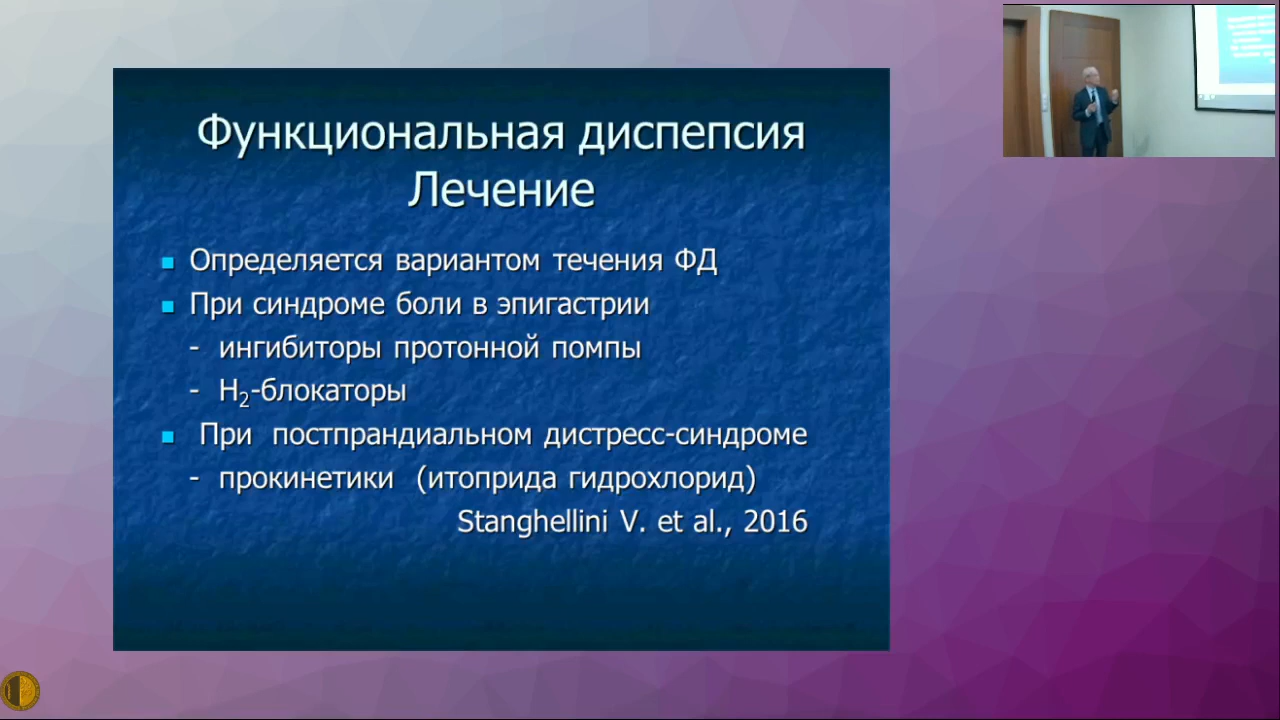 Функциональная диспепсия
Лечение
Определяется вариантом течения ФД
При синдроме боли в эпигастрии
- ингибиторы протонной помпы
- H₂-блокаторы
При постпрандиальном дистресс-синдроме
- прокинетики (итоприда гидрохлорид)
Stanghellini V. et al., 2016